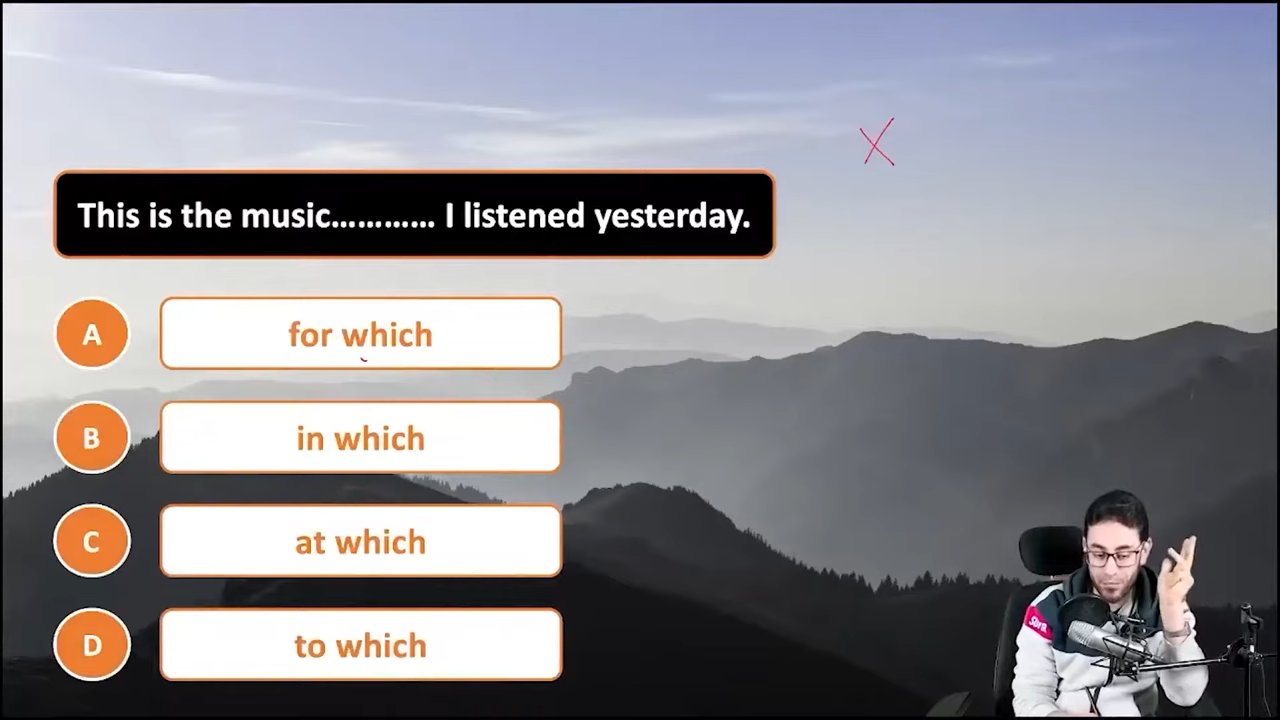 This is the music………… I listened yesterday.
A
for which
B
in which
C
at which
D
to which